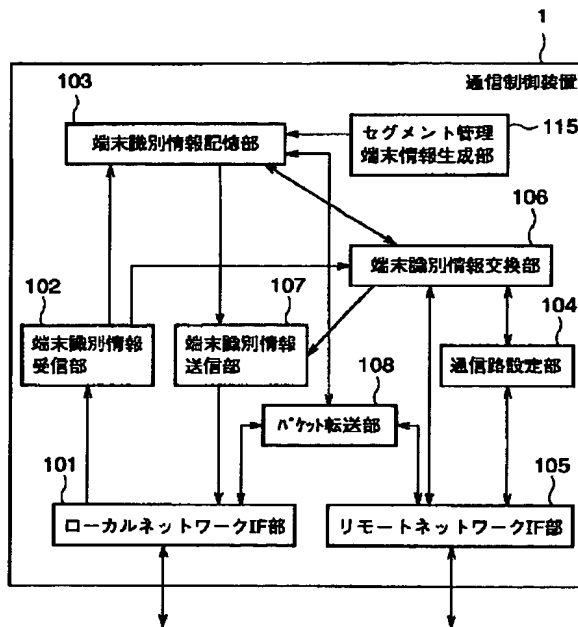 1
通信制御装置
103
端末識別情報記憶部
セグメント管理
端末情報生成部
115
106
端末識別情報交換部
102
端末識別情報
受信部
107
端末識別情報
送信部
104
通信路設定部
108
パケット転送部
101
ローカルネットワークIF部
105
リモートネットワークIF部